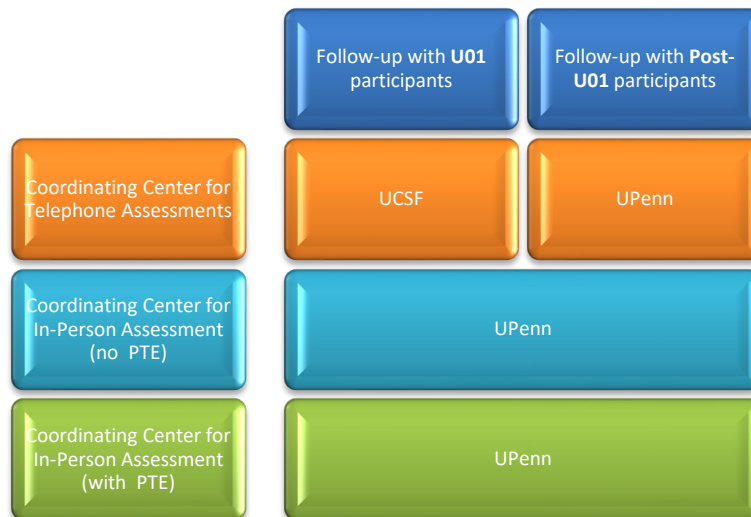 Follow-up with U01
participants
Follow-up with Post-
U01 participants
Coordinating Center for
Telephone Assessments
UCSF
UPenn
Coordinating Center for
In-Person Assessment
(no PTE)
UPenn
Coordinating Center for
In-Person Assessment
(with PTE)
UPenn